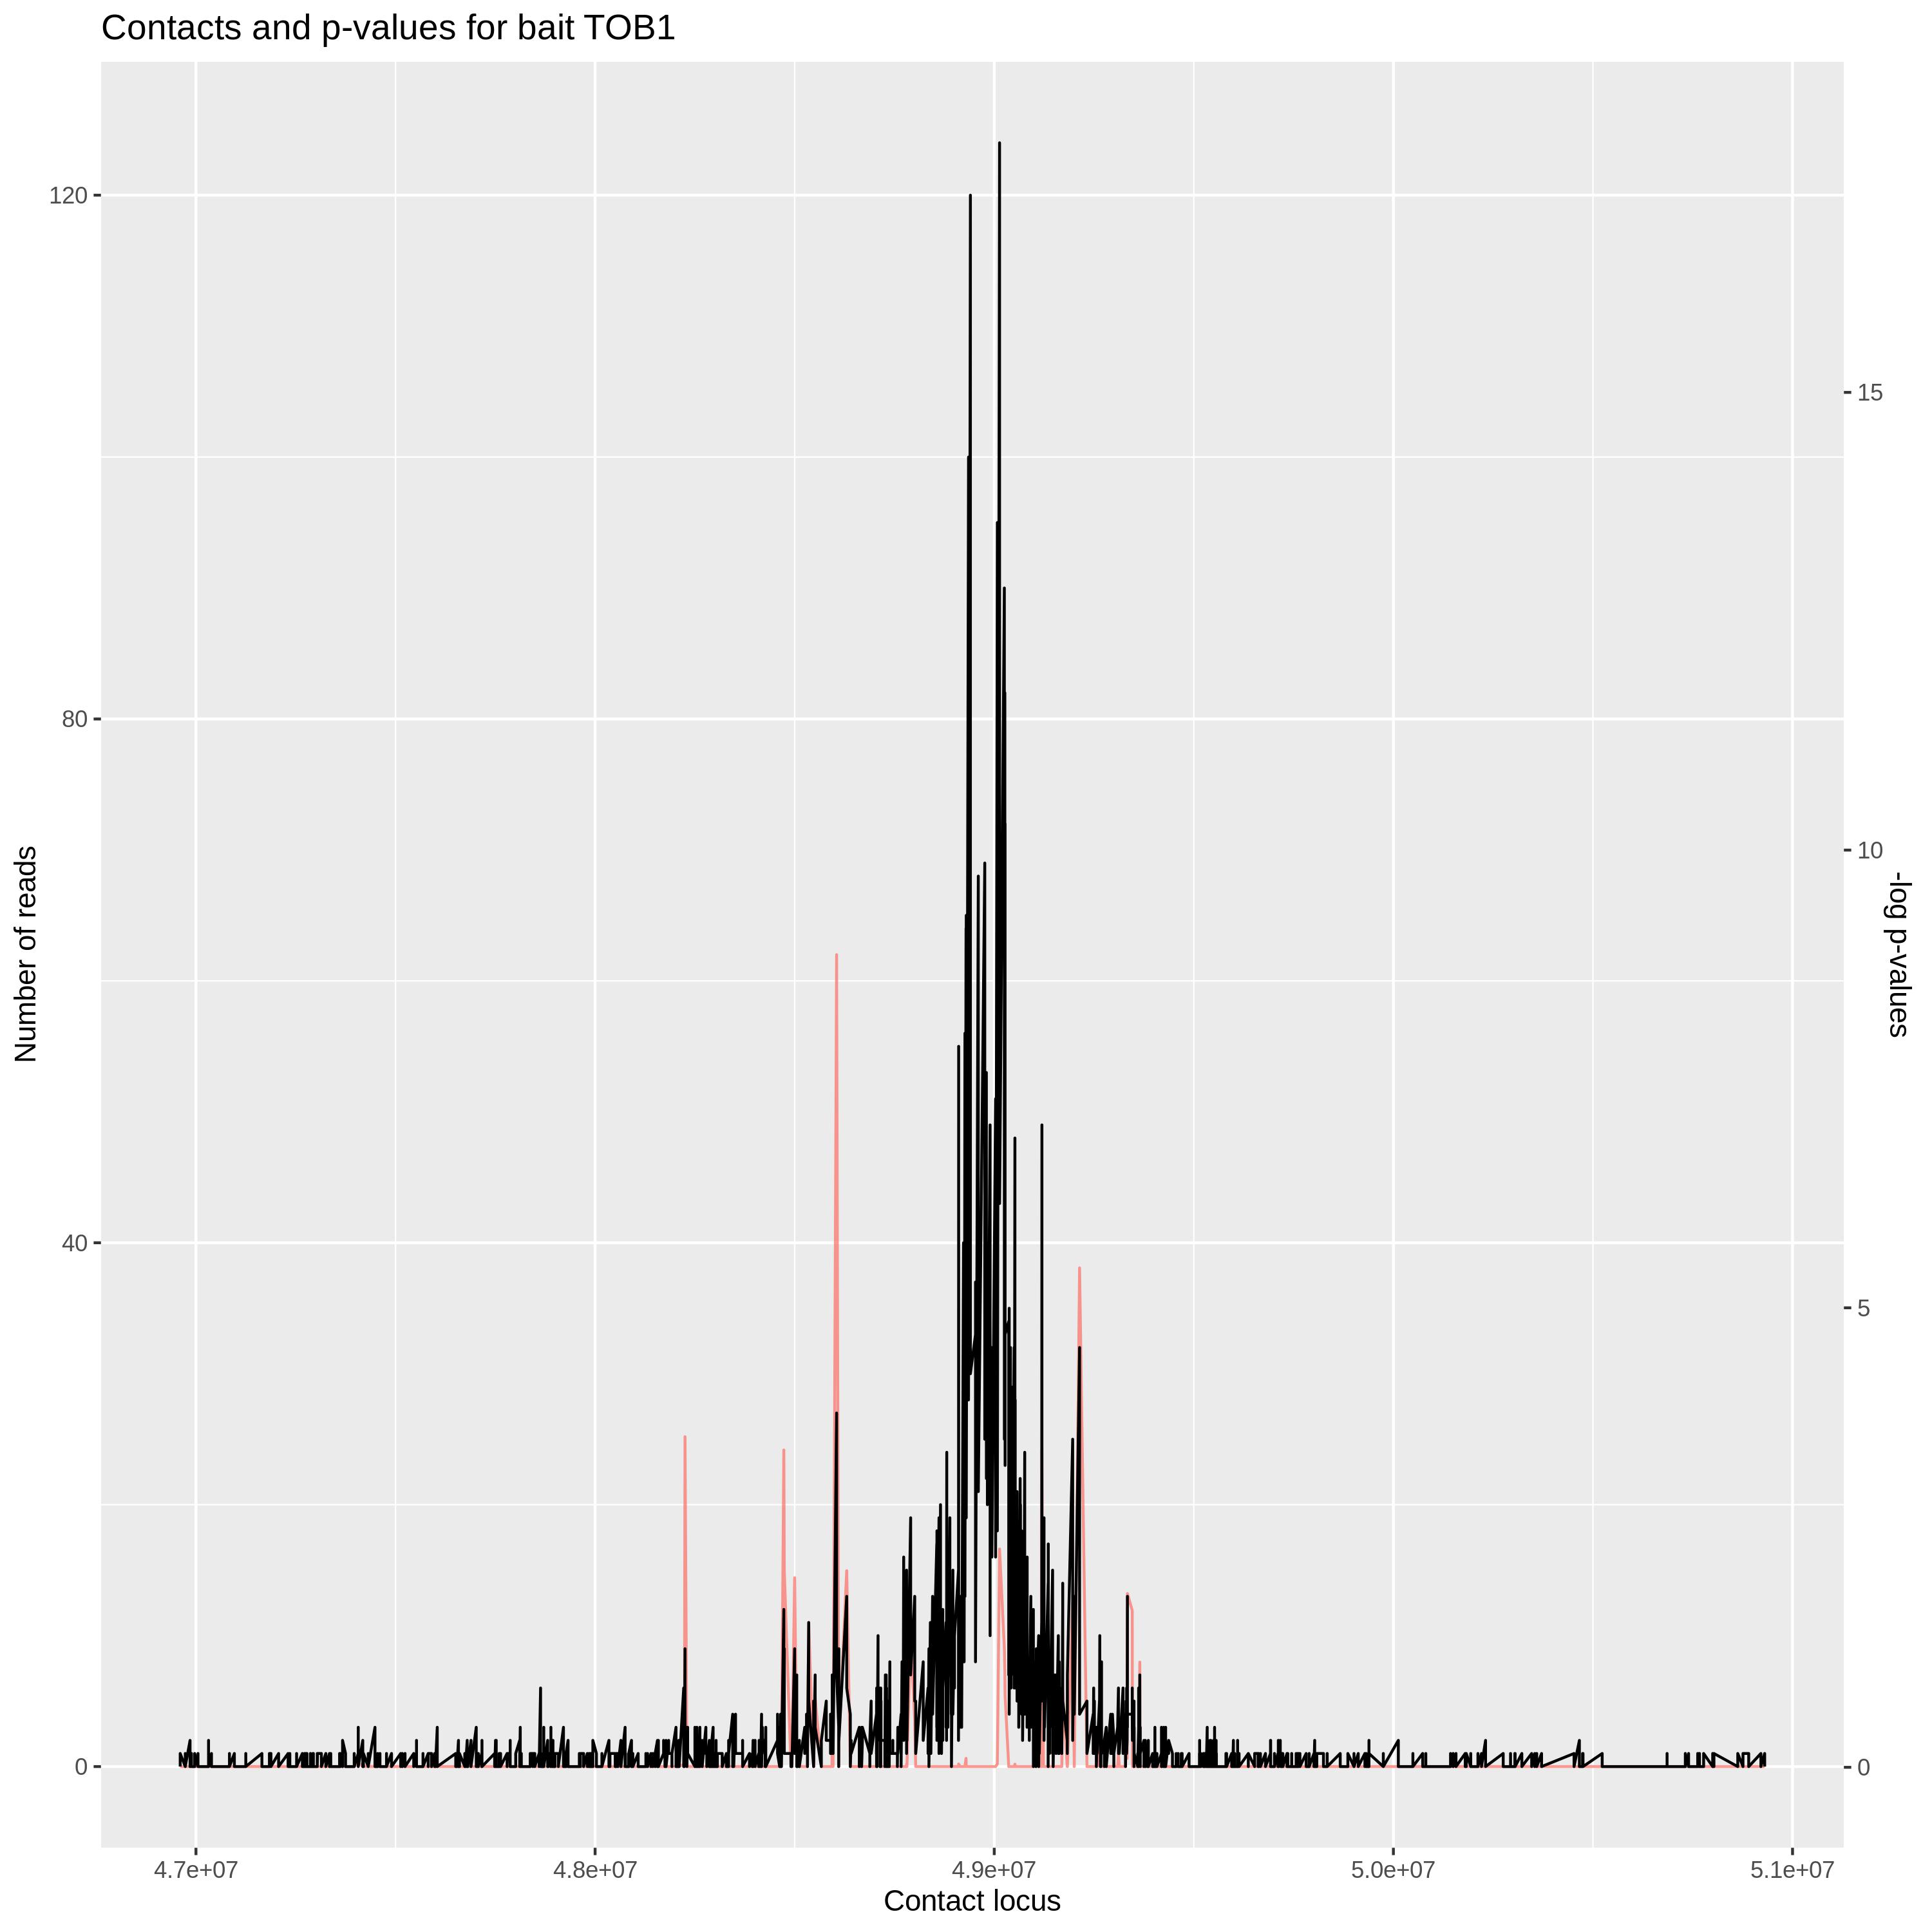 Contacts and p-values for bait TOB1
120
80
40
0
Number of reads
15
10
5
0
-log p-values
4.7e+07 4.8e+07 4.9e+07 5.0e+07 5.1e+07
Contact locus